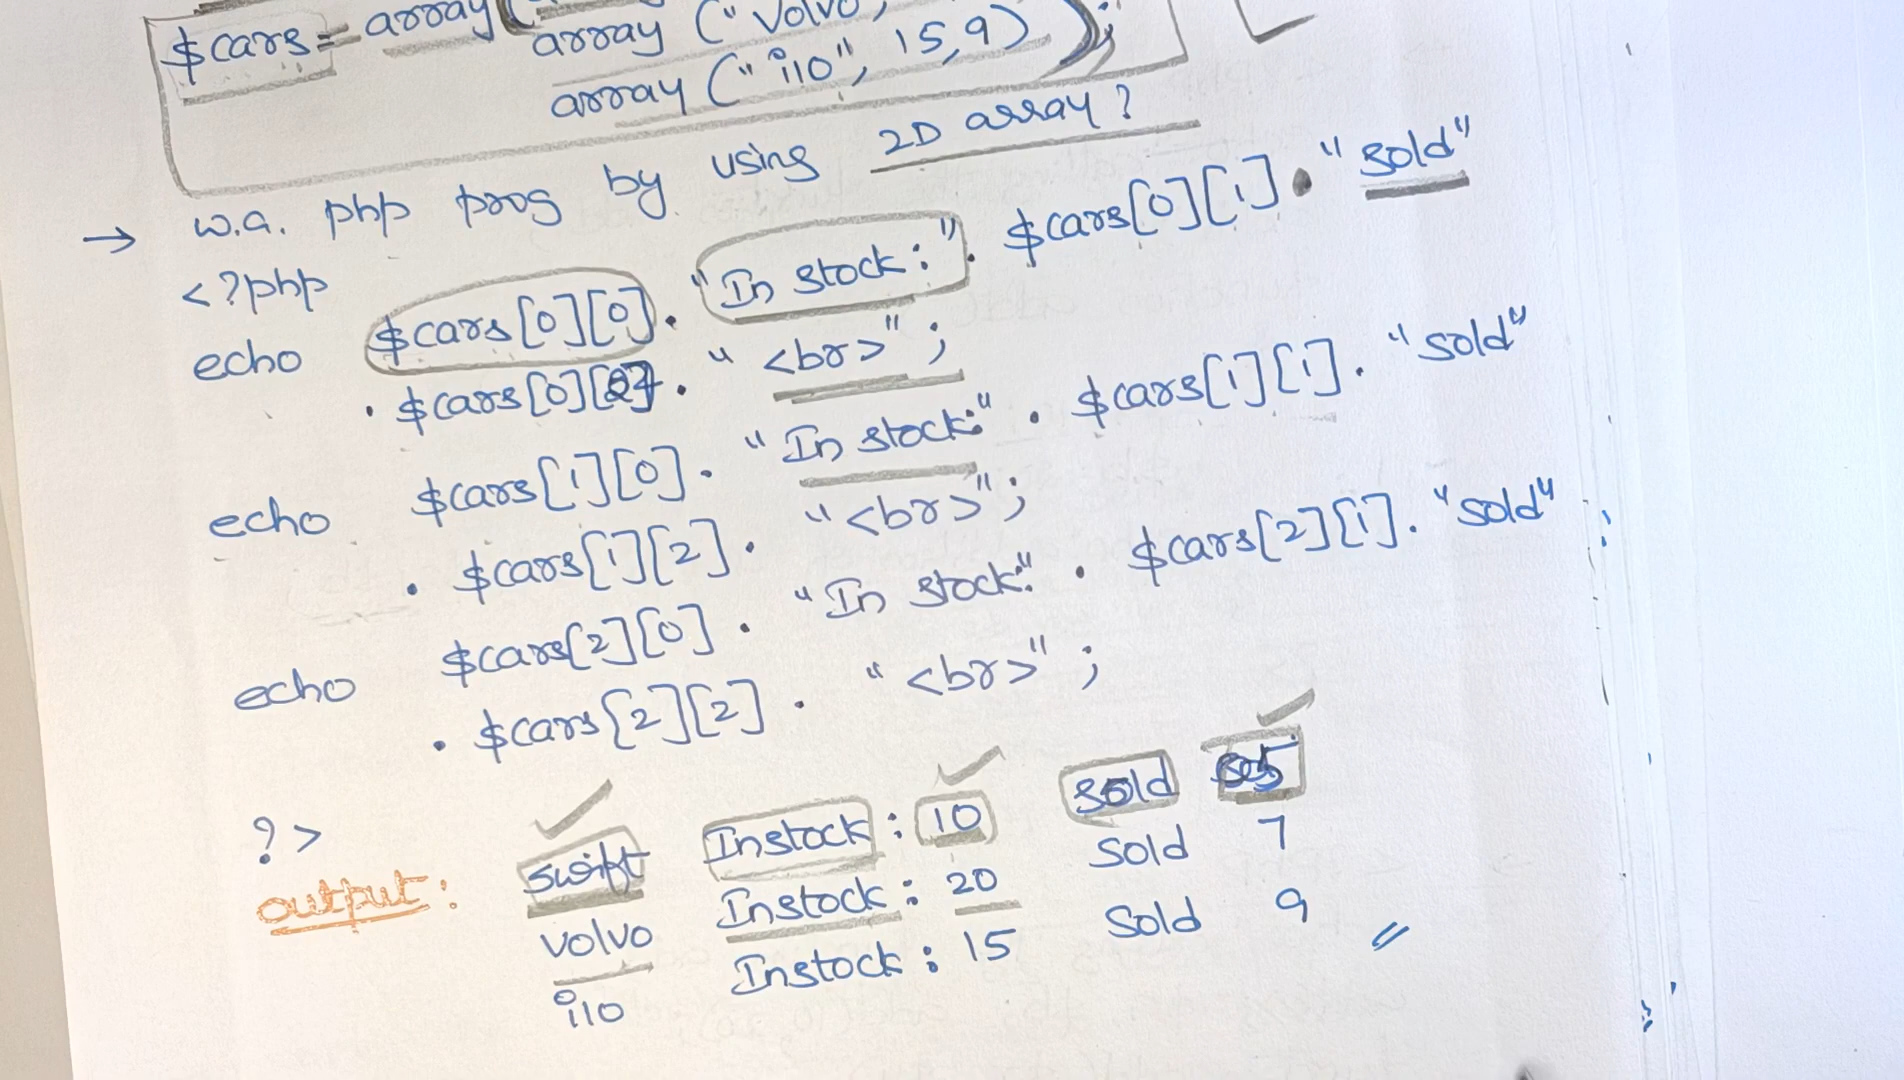 $cars = array(
array ("Volvo",
array ("i10", 15,9) );
→ w.a. php prog by using 2D array?
<?php
echo $cars[0][0]. "In stock:". $cars[0][1]. "sold"
. $cars[0][2]. "<br>";
echo $cars[1][0]. "In stock:" . $cars[1][1]. "sold"
. $cars[1][2]. "<br>";
echo $cars[2][0]. "In stock:" . $cars[2][1]. "sold"
. $cars[2][2]. "<br>";
?>
output: swift Instock: 10 sold 5
volvo Instock: 20 sold 7
i10 Instock: 15 sold 9